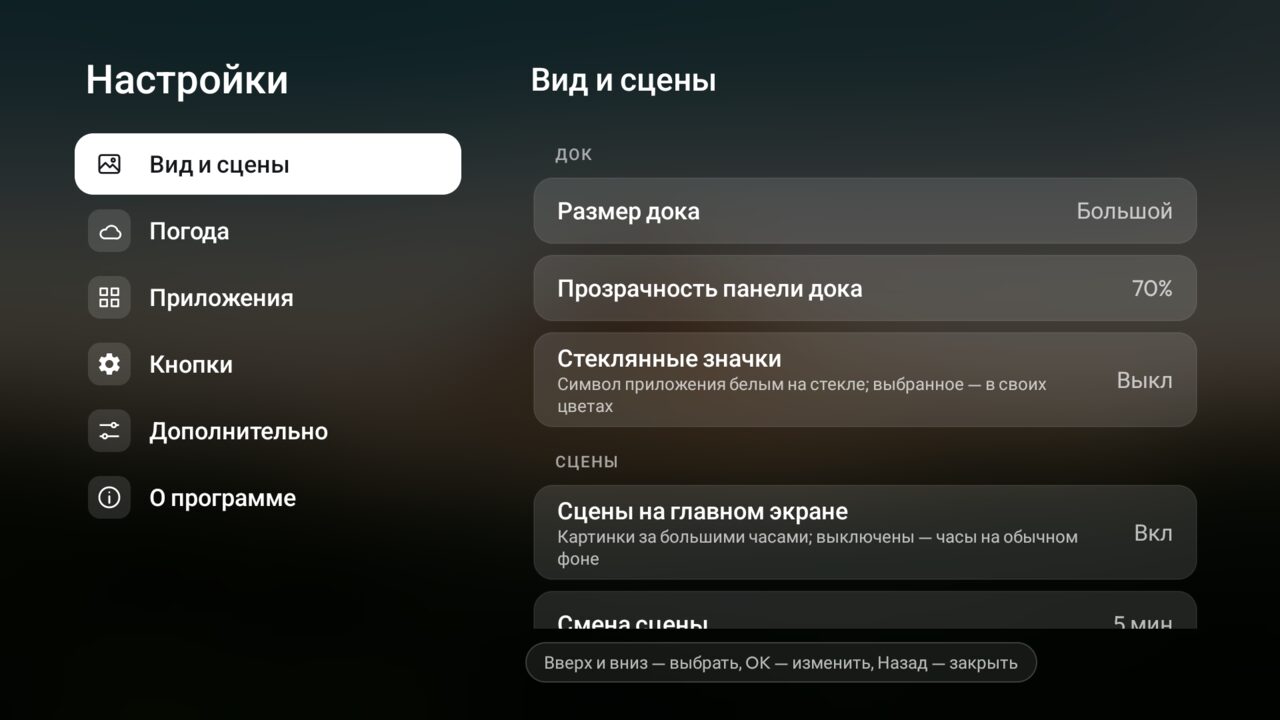 Настройки
Вид и сцены
Погода
Приложения
Кнопки
Дополнительно
О программе
Вид и сцены
ДОК
Размер дока
Большой
Прозрачность панели дока
70%
Стеклянные значки
Символ приложения белым на стекле; выбранное — в своих
цветах
Выкл
СЦЕНЫ
Сцены на главном экране
Картинки за большими часами; выключены — часы на обычном
фоне
Вкл
Смена сцены
5 мин
Вверх и вниз — выбрать, OK — изменить, Назад — закрыть